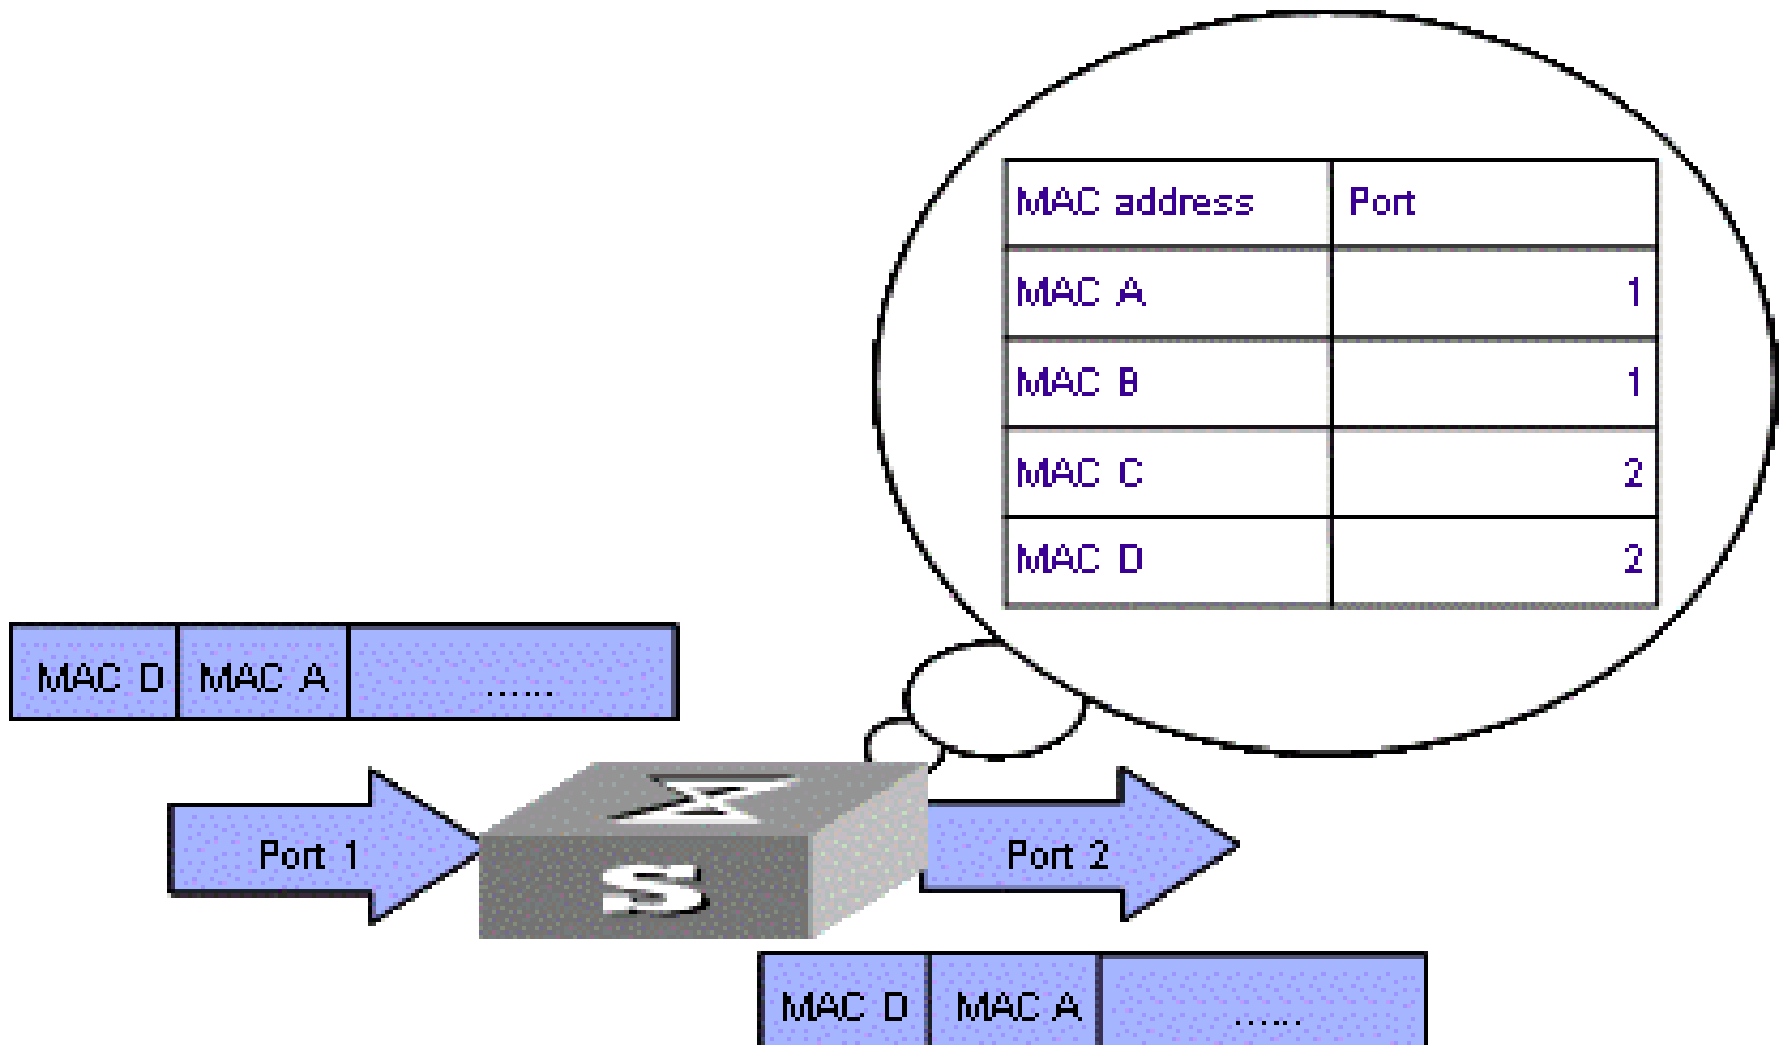 MAC address Port
MAC A 1
MAC B 1
MAC C 2
MAC D 2
MAC D MAC A ......
Port 1 Port 2
S
MAC D MAC A ......